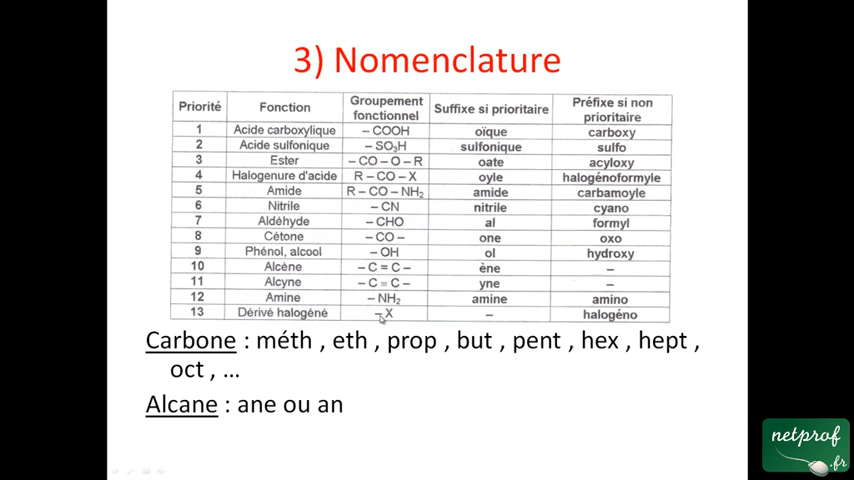 3) Nomenclature
Priorité Fonction Groupement fonctionnel Suffixe si prioritaire Préfixe si non prioritaire
1 Acide carboxylique – COOH oïque carboxy
2 Acide sulfonique – SO₃H sulfonique sulfo
3 Ester – CO – O – R oate acyloxy
4 Halogenure d'acide R – CO – X oyle halogénoformyle
5 Amide R – CO – NH₂ amide carbamoyle
6 Nitrile – CN nitrile cyano
7 Aldéhyde – CHO al formyl
8 Cétone – CO – one oxo
9 Phénol, alcool – OH ol hydroxy
10 Alcène – C = C – ène –
11 Alcyne – C ≡ C – yne –
12 Amine – NH₂ amine amino
13 Dérivé halogéné – X – halogéno
Carbone : méth , eth , prop , but , pent , hex , hept ,
oct , ...
Alcane : ane ou an
netprof
.fr